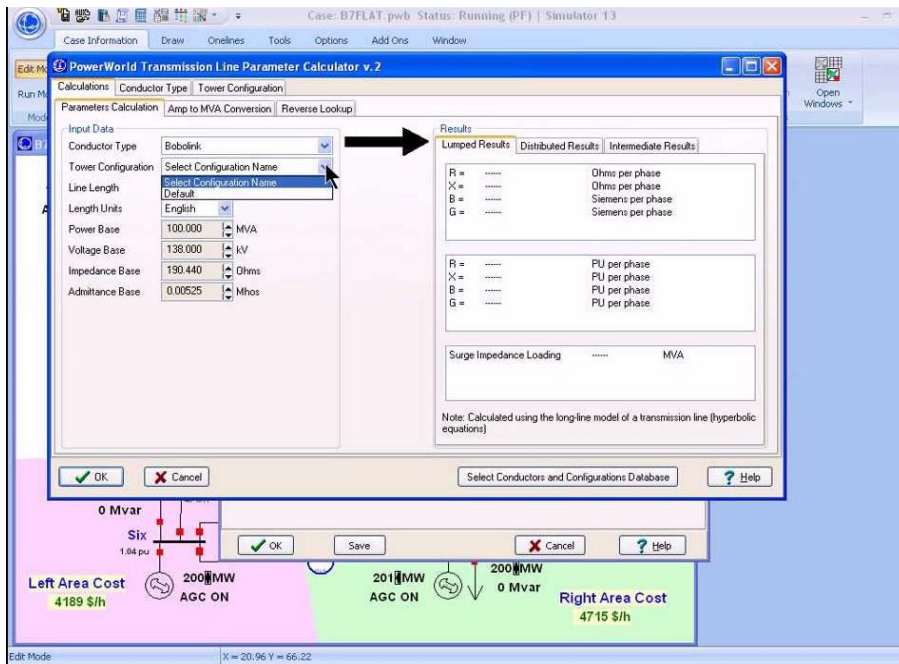 Case: B7FLAT.pwb Status: Running (PF) | Simulator 13
Case Information Draw Onelines Tools Options Add Ons Window
Edit Mo
Run Mo
Mod
Open
Windows
PowerWorld Transmission Line Parameter Calculator v.2
Calculations Conductor Type Tower Configuration
Parameters Calculation Amp to MVA Conversion Reverse Lookup
Input Data
Conductor Type Bobolink
Tower Configuration Select Configuration Name
Select Configuration Name
Default
Line Length
Length Units English
Power Base 100.000 MVA
Voltage Base 138.000 kV
Impedance Base 190.440 Ohms
Admittance Base 0.00525 Mhos
Results
Lumped Results Distributed Results Intermediate Results
R = ------ Ohms per phase
X = ------ Ohms per phase
B = ------ Siemens per phase
G = ------ Siemens per phase
R = ------ PU per phase
X = ------ PU per phase
B = ------ PU per phase
G = ------ PU per phase
Surge Impedance Loading ------ MVA
Note: Calculated using the long-line model of a transmission line (hyperbolic
equations)
OK Cancel Select Conductors and Configurations Database ? Help
0 Mvar
Six
1.04 pu
OK Save Cancel ? Help
Left Area Cost
4189 $/h
200 MW
AGC ON
201 MW
AGC ON
200 MW
0 Mvar
Right Area Cost
4715 $/h
Edit Mode X = 20.96 Y = 66.22